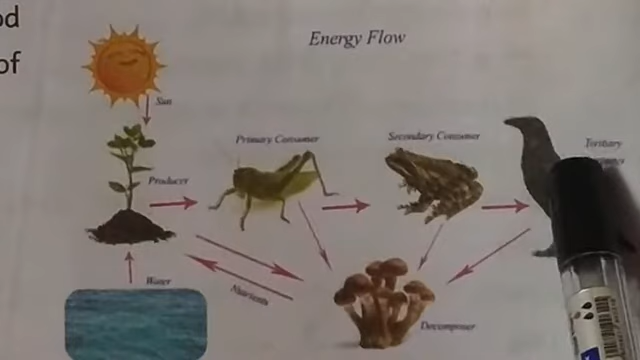 od
of
Energy Flow
Sun
Primary Consumer
Secondary Consumer
Tertiary
Producer
Water
Nutrients
Decomposer